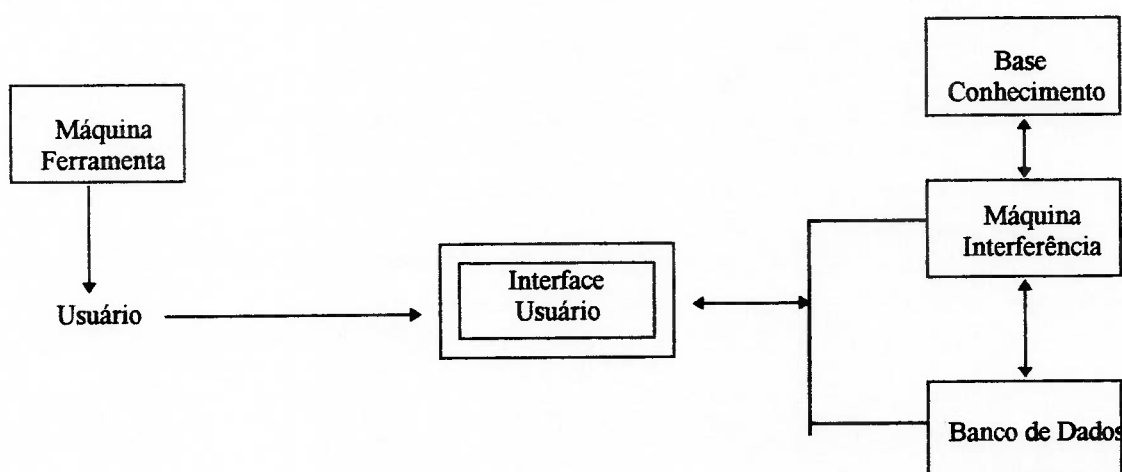 Máquina
Ferramenta
Usuário
Interface
Usuário
Base
Conhecimento
Máquina
Interferência
Banco de Dados